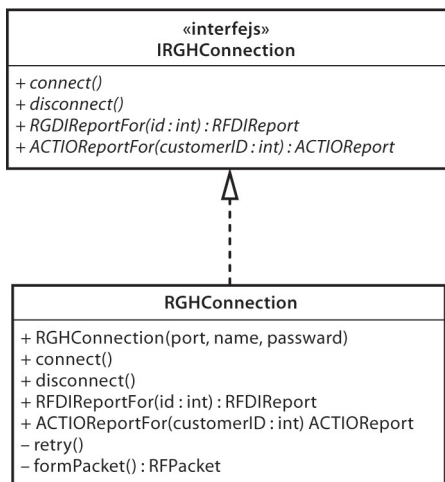 «interfejs»
IRGHConnection
+ connect()
+ disconnect()
+ RGDIReportFor(id : int) : RFDIReport
+ ACTIOReportFor(customerID : int) : ACTIOReport
RGHConnection
+ RGHConnection(port, name, passward)
+ connect()
+ disconnect()
+ RFDIReportFor(id : int) : RFDIReport
+ ACTIOReportFor(customerID : int) ACTIOReport
– retry()
– formPacket() : RFPacket